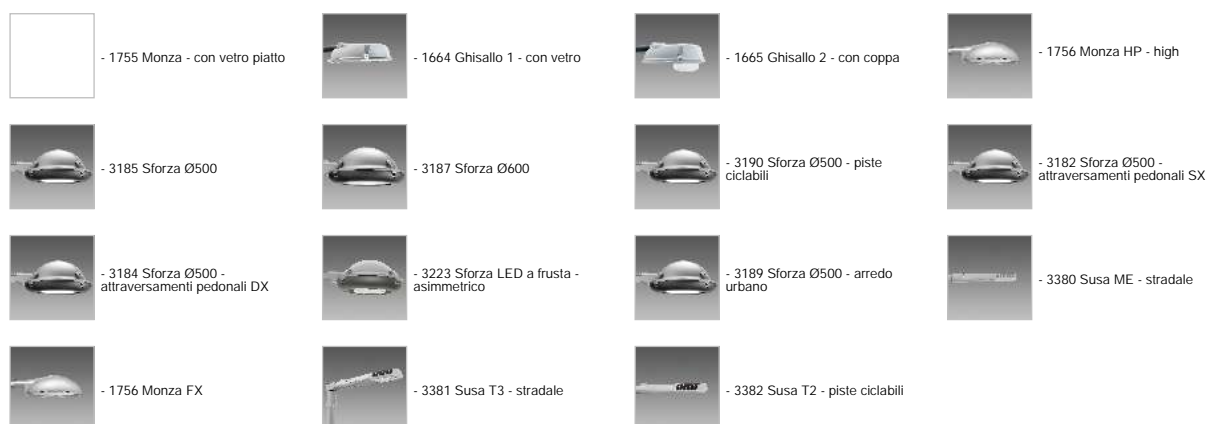 - 1755 Monza - con vetro piatto
- 1664 Ghisallo 1 - con vetro
- 1665 Ghisallo 2 - con coppa
- 1756 Monza HP - high
- 3185 Sforza Ø500
- 3187 Sforza Ø600
- 3190 Sforza Ø500 - piste
ciclabili
- 3182 Sforza Ø500 -
attraversamenti pedonali SX
- 3184 Sforza Ø500 -
attraversamenti pedonali DX
- 3223 Sforza LED a frusta -
asimmetrico
- 3189 Sforza Ø500 - arredo
urbano
- 3380 Susa ME - stradale
- 1756 Monza FX
- 3381 Susa T3 - stradale
- 3382 Susa T2 - piste ciclabili